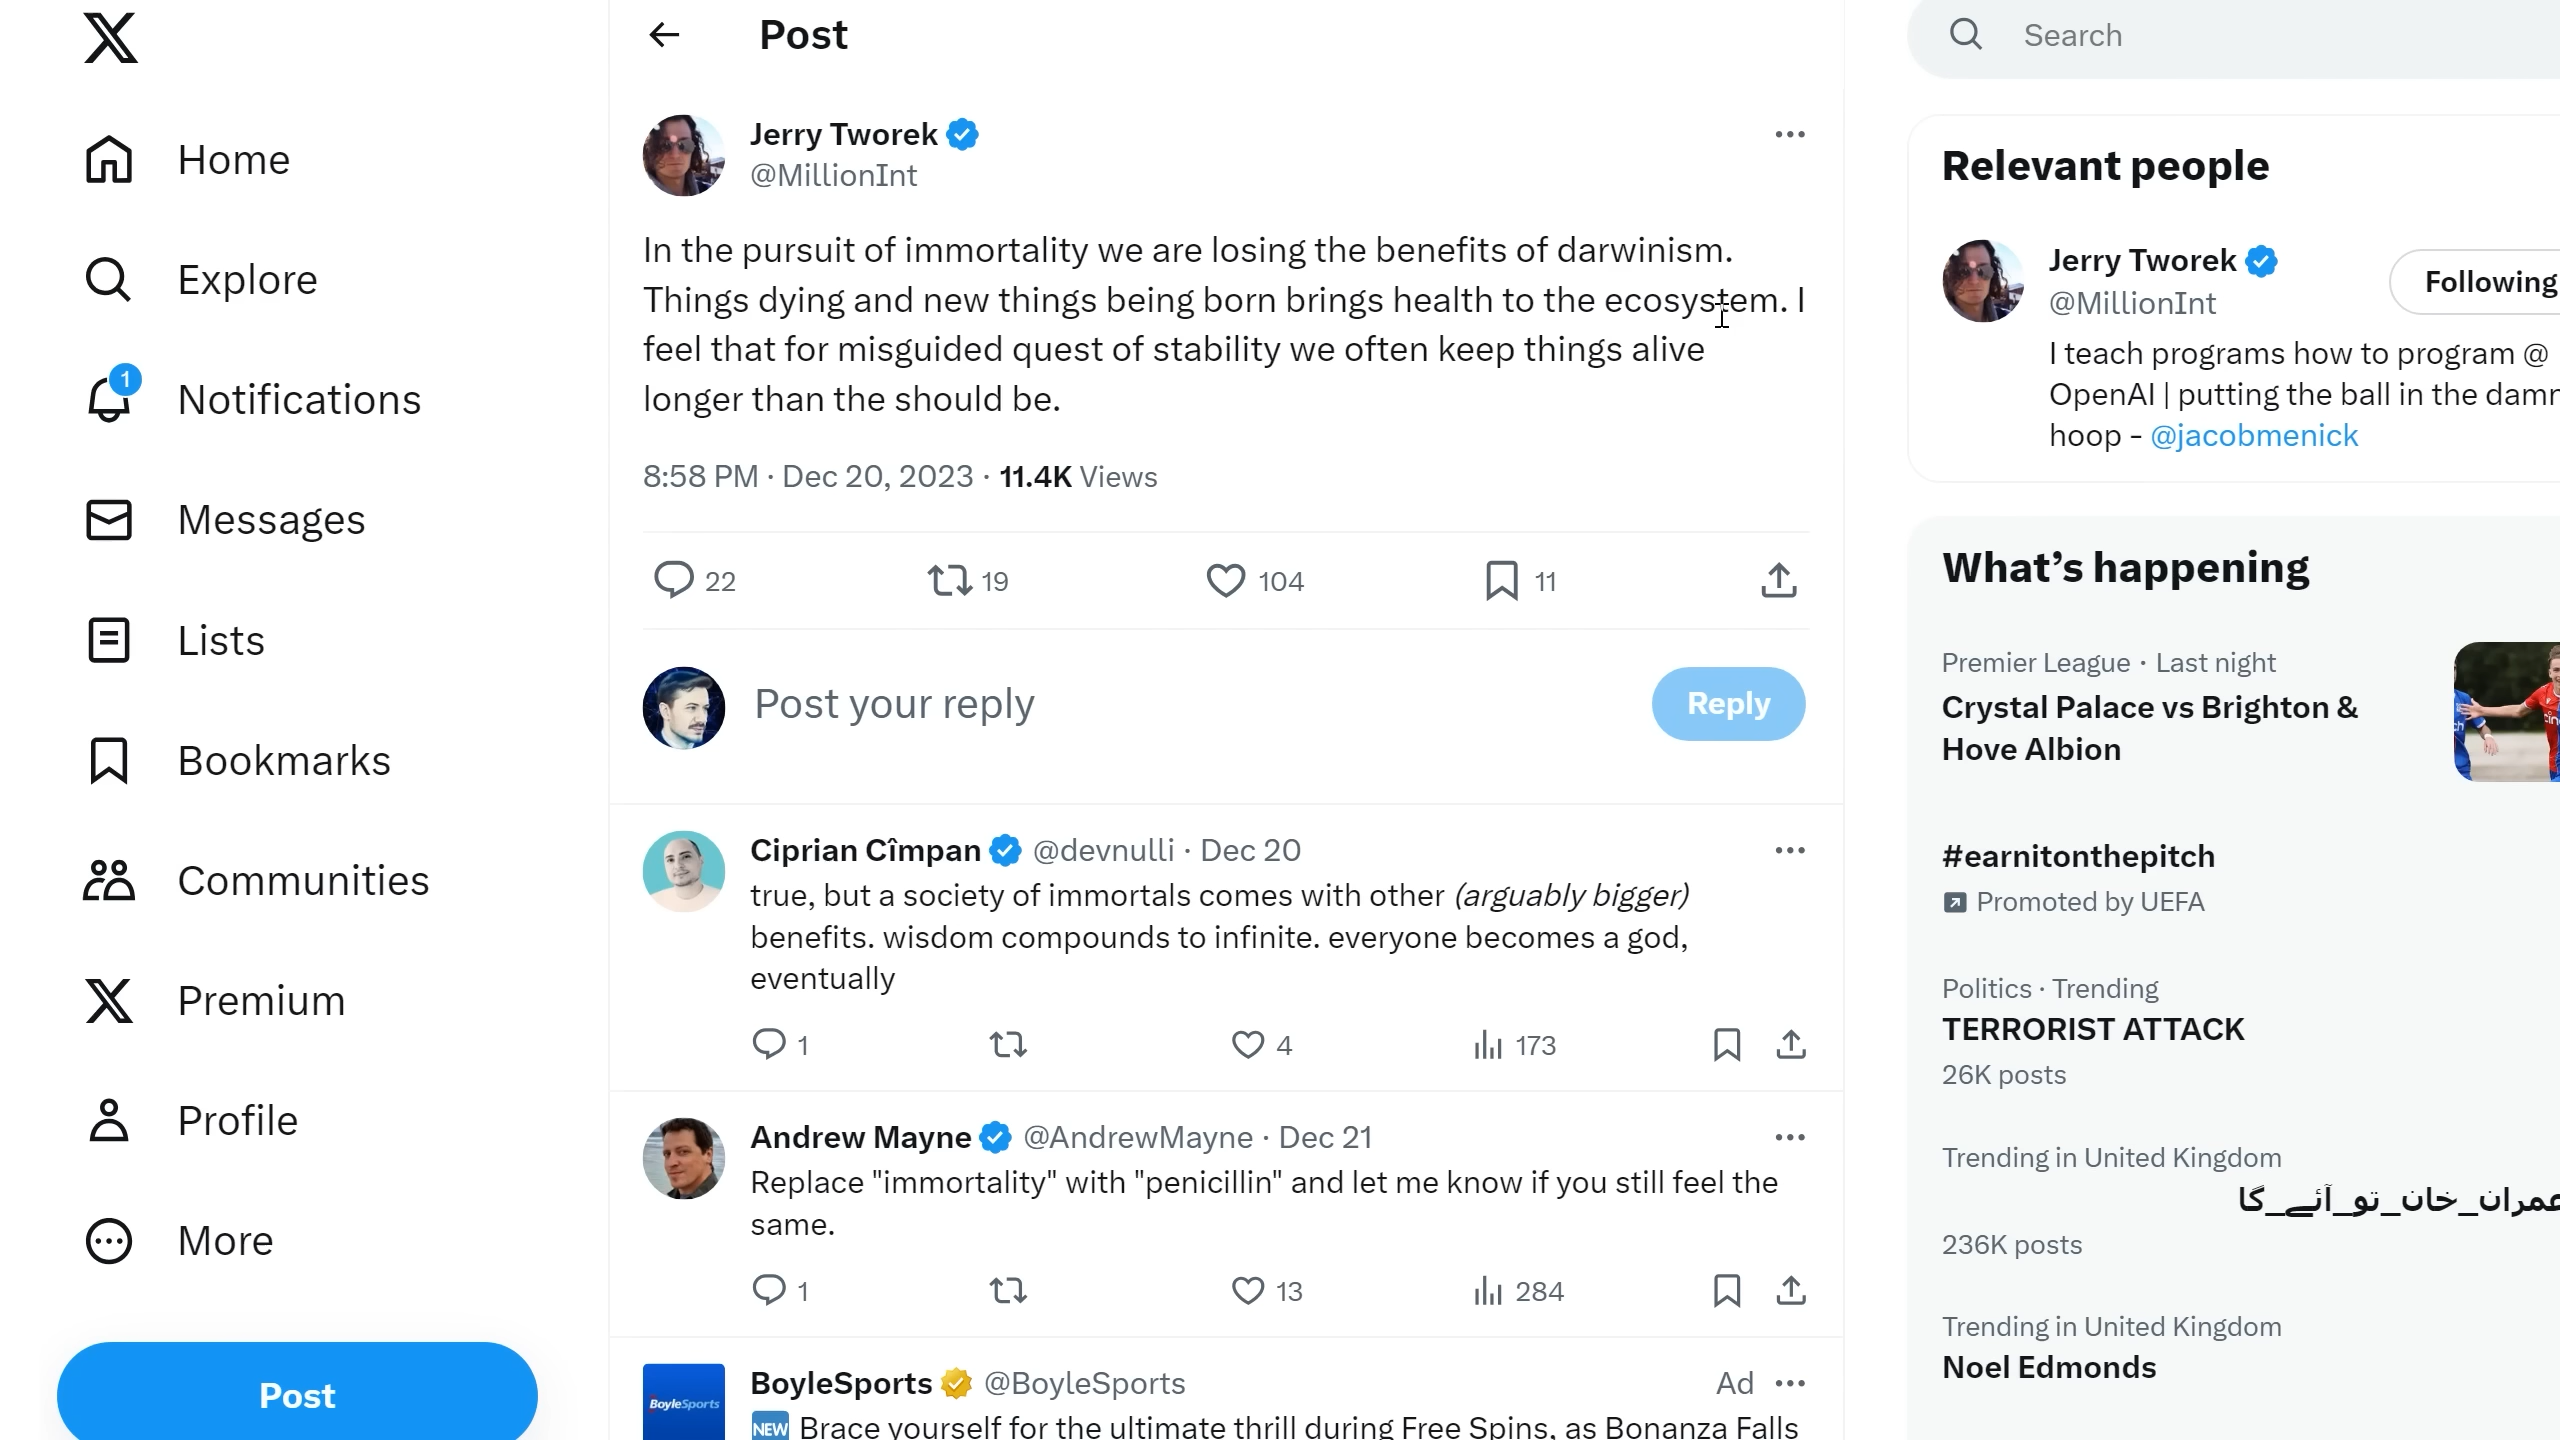 Post
Search
Home
Explore
1
Notifications
Messages
Lists
Bookmarks
Communities
Premium
Profile
More
Post
Jerry Tworek
@MillionInt
In the pursuit of immortality we are losing the benefits of darwinism.
Things dying and new things being born brings health to the ecosystem. I
feel that for misguided quest of stability we often keep things alive
longer than the should be.
8:58 PM · Dec 20, 2023 · 11.4K Views
22 19 104 11
Post your reply
Reply
Ciprian Cîmpan @devnulli · Dec 20
true, but a society of immortals comes with other (arguably bigger)
benefits. wisdom compounds to infinite. everyone becomes a god,
eventually
1 4 173
Andrew Mayne @AndrewMayne · Dec 21
Replace "immortality" with "penicillin" and let me know if you still feel the
same.
1 13 284
BoyleSports
BoyleSports @BoyleSports Ad
NEW Brace yourself for the ultimate thrill during Free Spins, as Bonanza Falls
Relevant people
Jerry Tworek
@MillionInt
Following
I teach programs how to program @
OpenAI | putting the ball in the damn
hoop - @jacobmenick
What's happening
Premier League · Last night
Crystal Palace vs Brighton &
Hove Albion
#earnitonthepitch
Promoted by UEFA
Politics · Trending
TERRORIST ATTACK
26K posts
Trending in United Kingdom
عمران_خان_تو_آئے_گا
236K posts
Trending in United Kingdom
Noel Edmonds